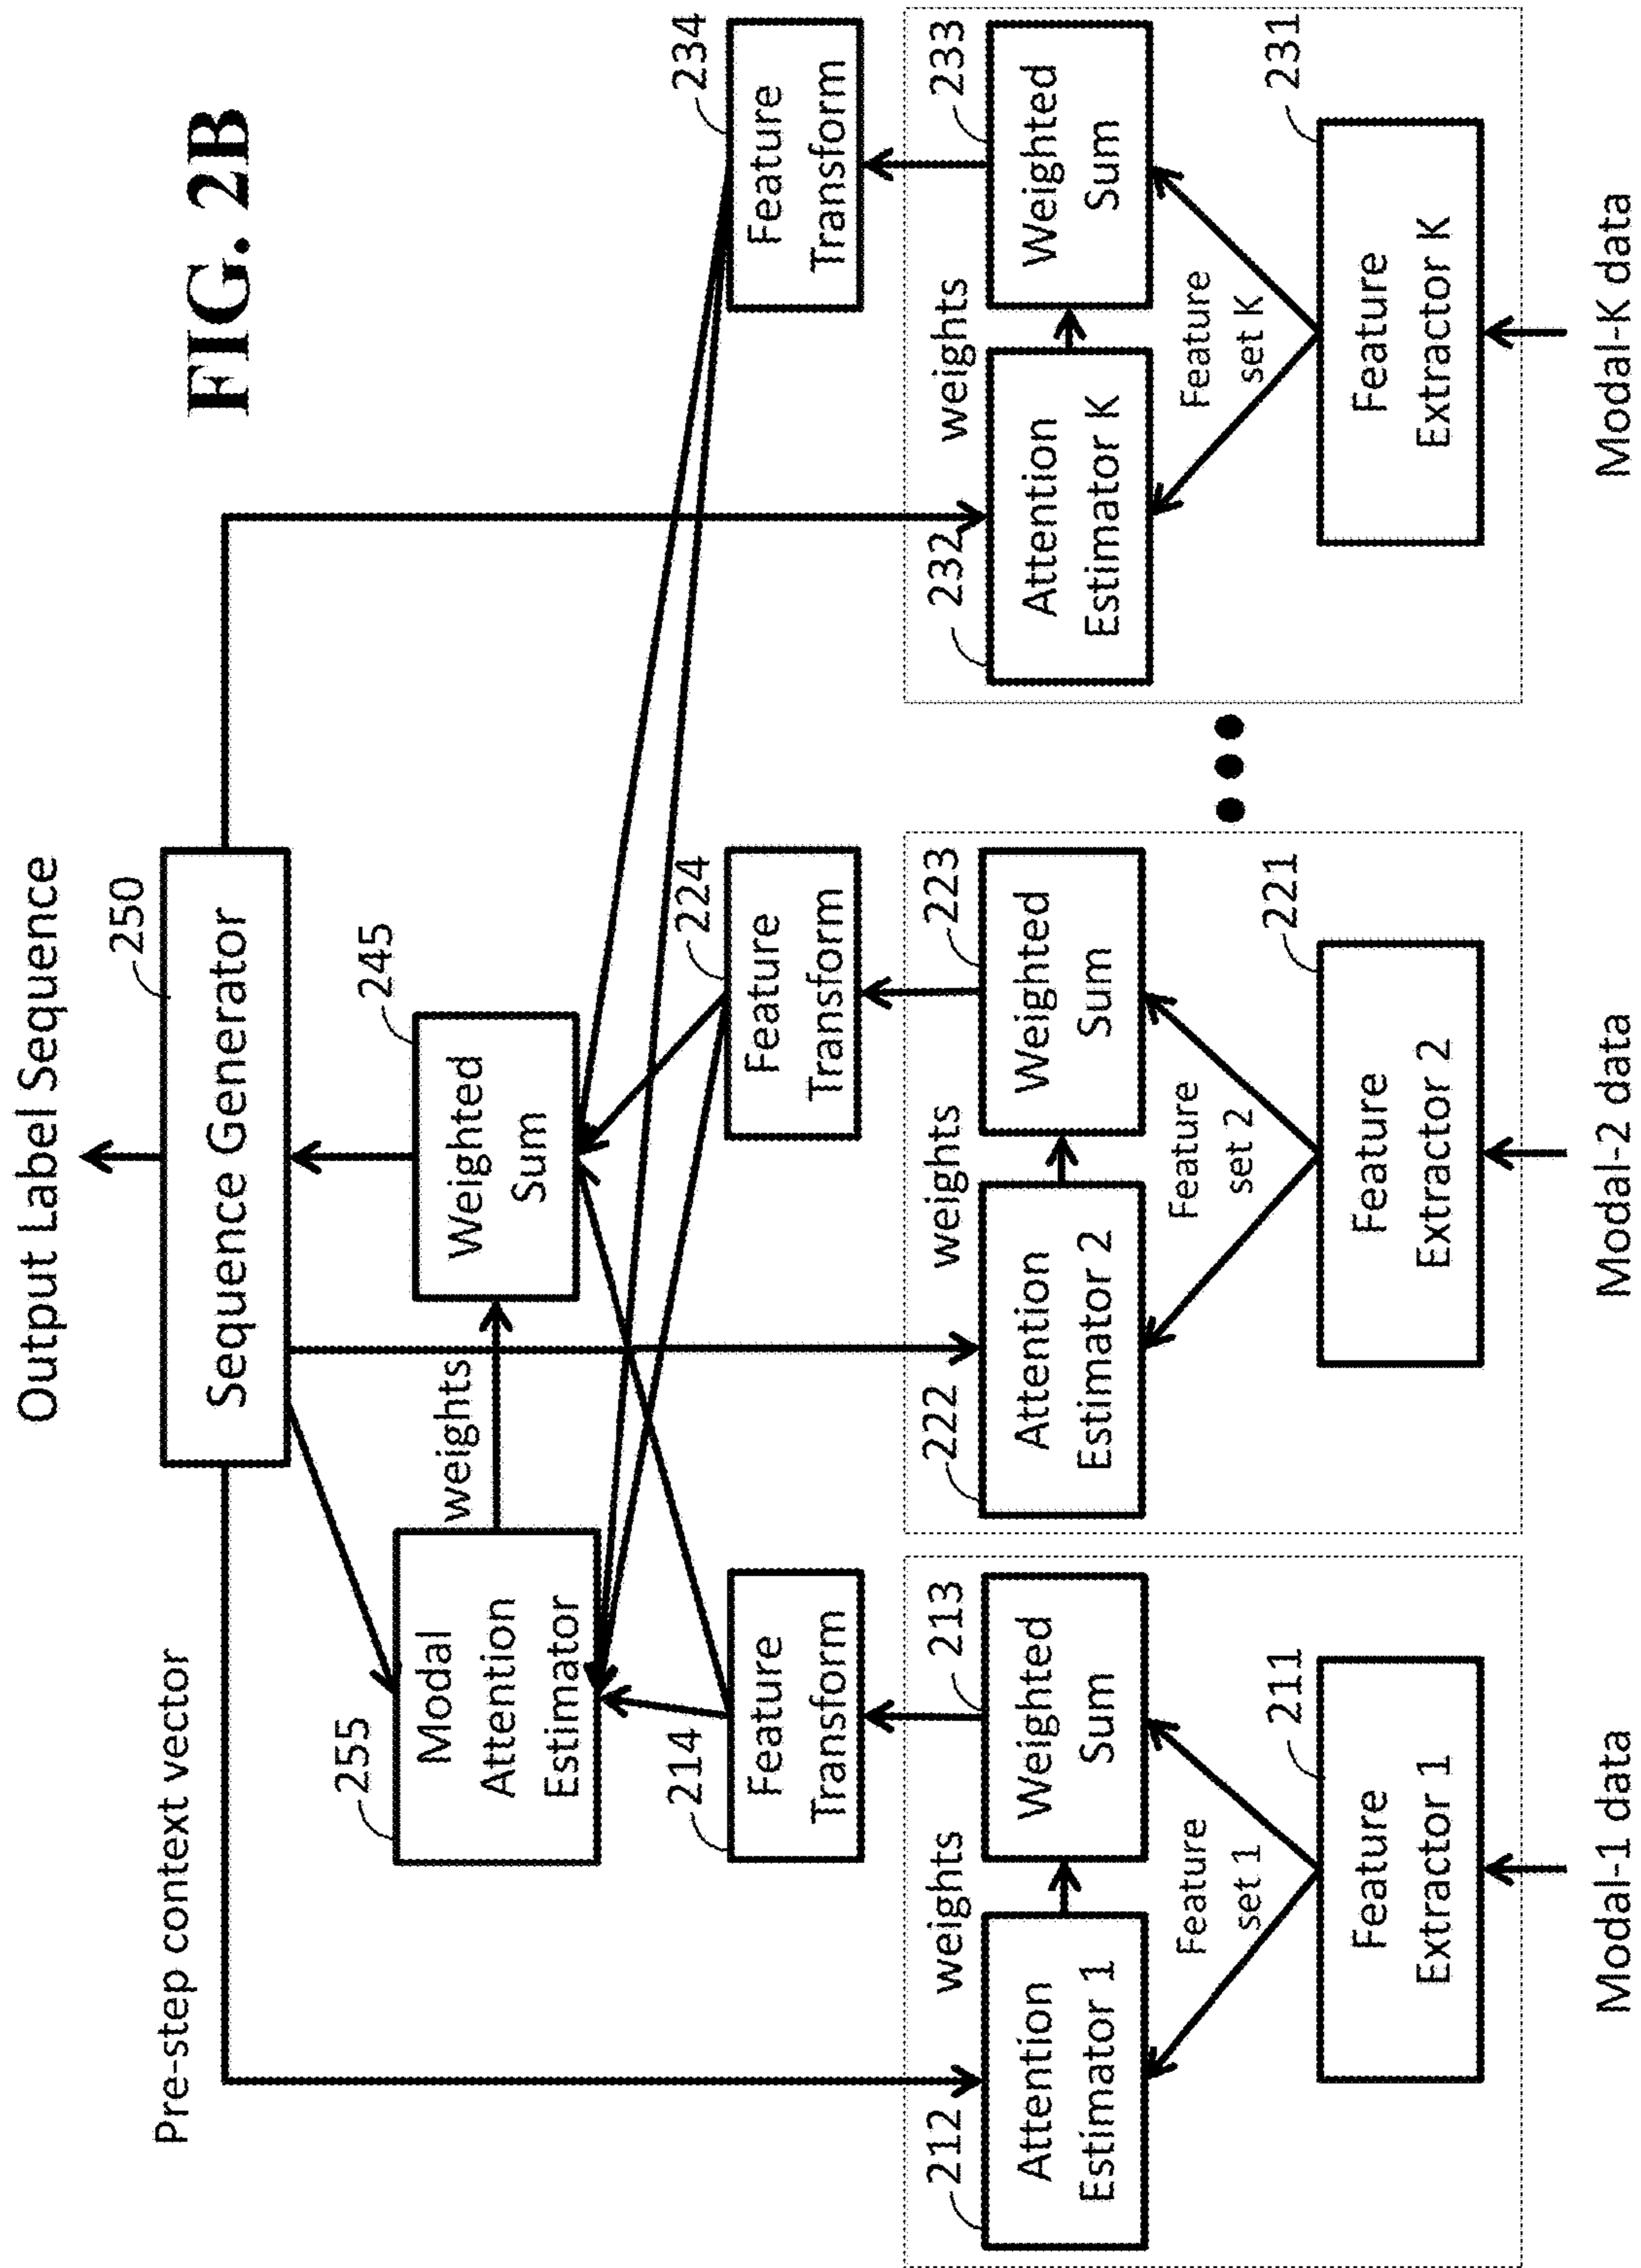 FIG. 2B
Output Label Sequence
250
Sequence Generator
Pre-step context vector
255
Modal
Attention
Estimator
weights
245
Weighted
Sum
214
Feature
Transform
224
Feature
Transform
234
Feature
Transform
212
weights
213
Attention
Estimator 1
Weighted
Sum
Feature
set 1
211
Feature
Extractor 1
Modal-1 data
222
weights
223
Attention
Estimator 2
Weighted
Sum
Feature
set 2
221
Feature
Extractor 2
Modal-2 data
232
weights
233
Attention
Estimator K
Weighted
Sum
Feature
set K
231
Feature
Extractor K
Modal-K data